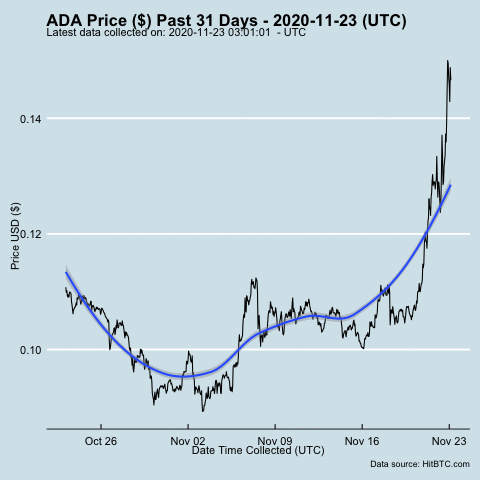 ADA Price ($) Past 31 Days - 2020-11-23 (UTC)
Latest data collected on: 2020-11-23 03:01:01  - UTC
0.14
0.12
0.10
Price USD ($)
Oct 26
Nov 02
Nov 09
Nov 16
Nov 23
Date Time Collected (UTC)
Data source: HitBTC.com